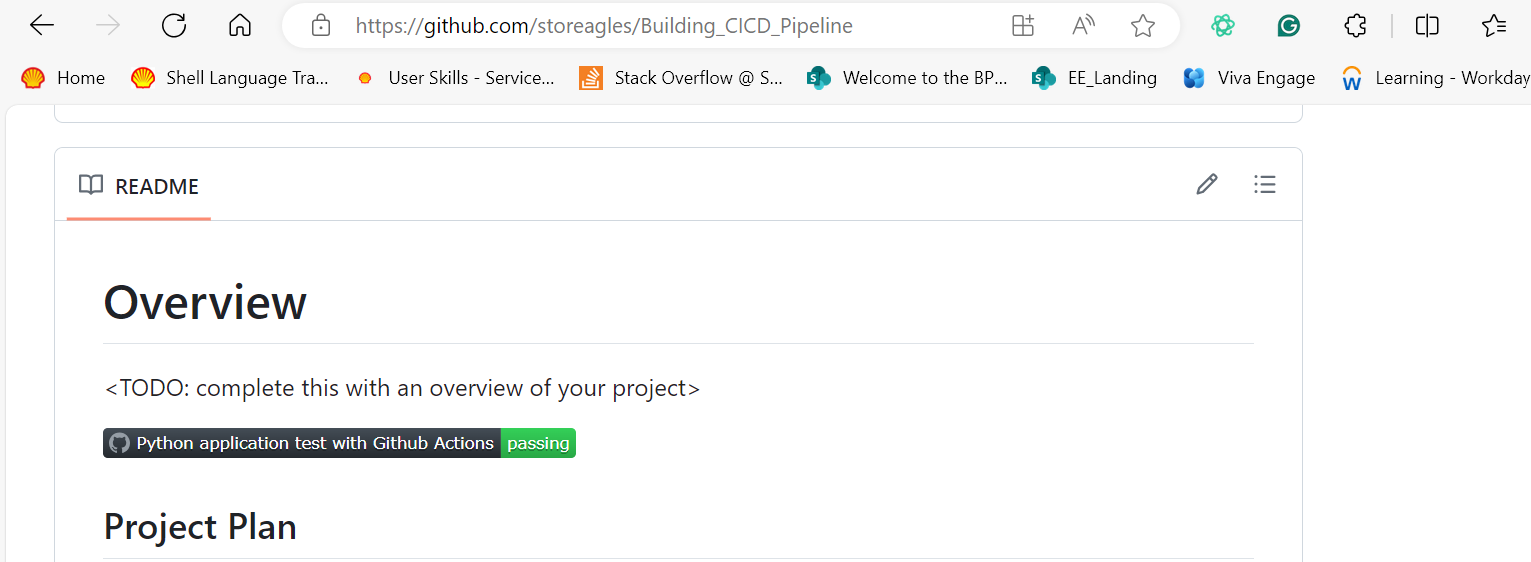 https://github.com/storeagles/Building_CICD_Pipeline
Home Shell Language Tra... User Skills - Service... Stack Overflow @ S... Welcome to the BP... EE_Landing Viva Engage Learning - Workday
README
Overview
<TODO: complete this with an overview of your project>
Python application test with Github Actions passing
Project Plan